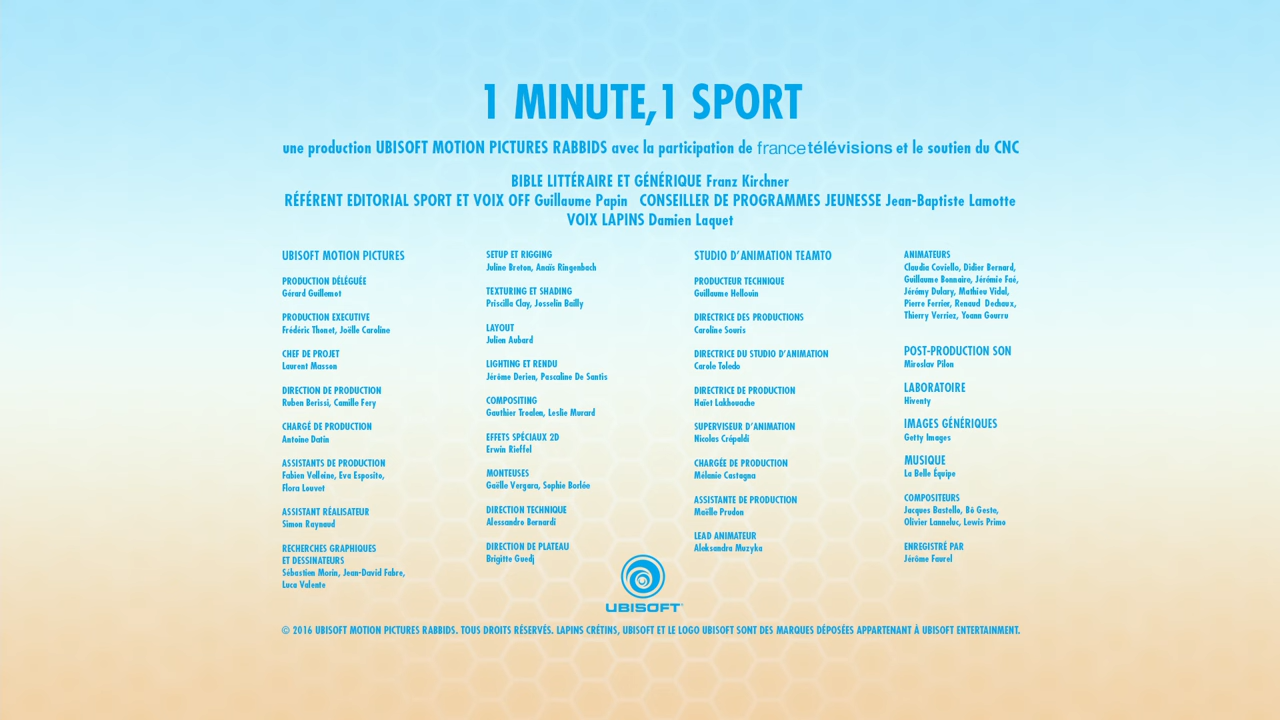 1 MINUTE,1 SPORT
une production UBISOFT MOTION PICTURES RABBIDS avec la participation de francetélévisions et le soutien du CNC
BIBLE LITTÉRAIRE ET GÉNÉRIQUE Franz Kirchner
RÉFÉRENT EDITORIAL SPORT ET VOIX OFF Guillaume Papin CONSEILLER DE PROGRAMMES JEUNESSE Jean-Baptiste Lamotte
VOIX LAPINS Damien Laquet
UBISOFT MOTION PICTURES
PRODUCTION DÉLÉGUÉE
Gérard Guillemot
PRODUCTION EXECUTIVE
Frédéric Thonet, Joëlle Caroline
CHEF DE PROJET
Laurent Masson
DIRECTION DE PRODUCTION
Ruben Berissi, Camille Fery
CHARGÉ DE PRODUCTION
Antoine Datin
ASSISTANTS DE PRODUCTION
Fabien Velleine, Eva Esposito,
Flora Louvet
ASSISTANT RÉALISATEUR
Simon Raynaud
RECHERCHES GRAPHIQUES
ET DESSINATEURS
Sébastien Morin, Jean-David Fabre,
Luca Valente
SETUP ET RIGGING
Juline Breton, Anaïs Ringenbach
TEXTURING ET SHADING
Priscilla Clay, Josselin Bailly
LAYOUT
Julien Aubard
LIGHTING ET RENDU
Jérôme Derien, Pascaline De Santis
COMPOSITING
Gauthier Troalen, Leslie Murard
EFFETS SPÉCIAUX 2D
Erwin Rieffel
MONTEUSES
Gaëlle Vergara, Sophie Borlée
DIRECTION TECHNIQUE
Alessandro Bernardi
DIRECTION DE PLATEAU
Brigitte Guedj
STUDIO D'ANIMATION TEAMTO
PRODUCTEUR TECHNIQUE
Guillaume Hellouin
DIRECTRICE DES PRODUCTIONS
Caroline Souris
DIRECTRICE DU STUDIO D'ANIMATION
Carole Toledo
DIRECTRICE DE PRODUCTION
Haïet Lakhouache
SUPERVISEUR D'ANIMATION
Nicolas Crépaldi
CHARGÉE DE PRODUCTION
Mélanie Castagna
ASSISTANTE DE PRODUCTION
Maëlle Prudon
LEAD ANIMATEUR
Aleksandra Muzyka
ANIMATEURS
Claudia Coviello, Didier Bernard,
Guillaume Bonnaire, Jérémie Faé,
Jérémy Dulary, Mathieu Vidal,
Pierre Ferrier, Renaud Dechaux,
Thierry Verriez, Yoann Gourru
POST-PRODUCTION SON
Miroslav Pilon
LABORATOIRE
Hiventy
IMAGES GÉNÉRIQUES
Getty Images
MUSIQUE
La Belle Équipe
COMPOSITEURS
Jacques Bastello, Bó Geste,
Olivier Lanneluc, Lewis Primo
ENREGISTRÉ PAR
Jérôme Faurel
UBISOFT
© 2016 UBISOFT MOTION PICTURES RABBIDS. TOUS DROITS RÉSERVÉS. LAPINS CRÉTINS, UBISOFT ET LE LOGO UBISOFT SONT DES MARQUES DÉPOSÉES APPARTENANT À UBISOFT ENTERTAINMENT.